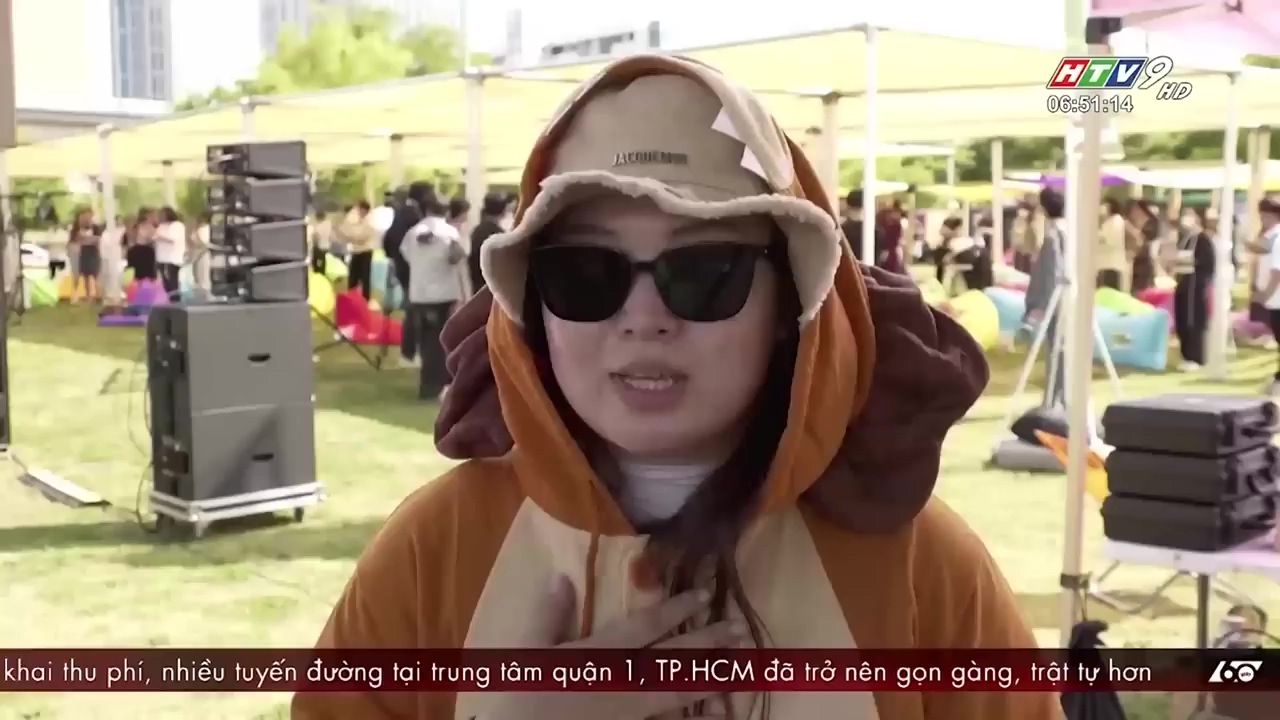 HTV9
HD
06:51:14
JACQUEMUS
khai thu phí, nhiều tuyến đường tại trung tâm quận 1, TP.HCM đã trở nên gọn gàng, trật tự hơn
60